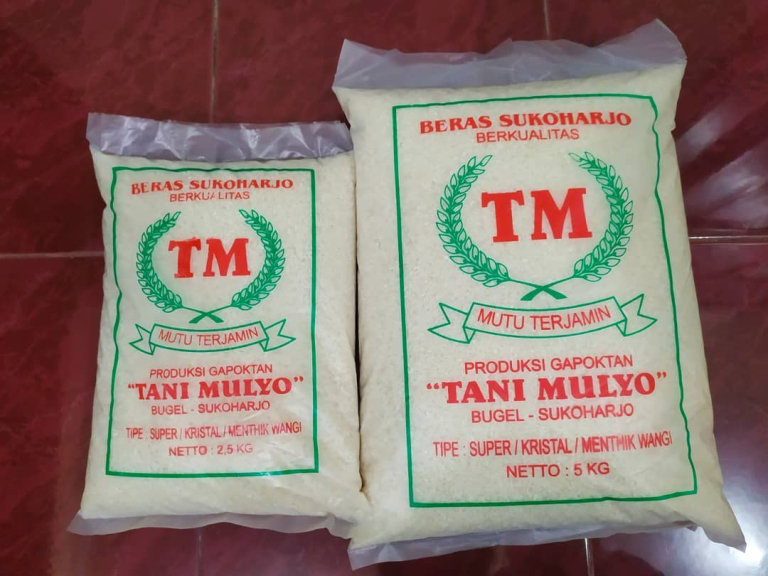 BERAS SUKOHARJO
BERKUALITAS
TM
MUTU TERJAMIN
PRODUKSI GAPOKTAN
"TANI MULYO"
BUGEL - SUKOHARJO
TIPE : SUPER / KRISTAL / MENTHIK WANGI
NETTO : 2,5 KG
BERAS SUKOHARJO
BERKUALITAS
TM
MUTU TERJAMIN
PRODUKSI GAPOKTAN
"TANI MULYO"
BUGEL - SUKOHARJO
TIPE : SUPER / KRISTAL / MENTHIK WANGI
NETTO : 5 KG